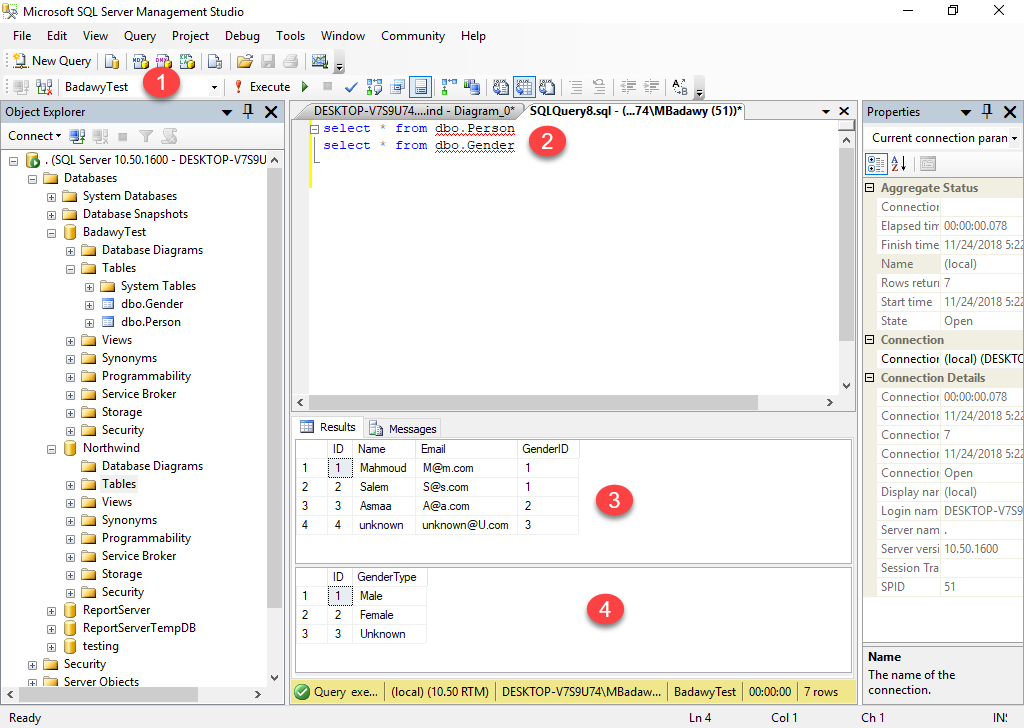 Microsoft SQL Server Management Studio
File Edit View Query Project Debug Tools Window Community Help
New Query
BadawyTest Execute
1
Object Explorer
Connect
. (SQL Server 10.50.1600 - DESKTOP-V7S9U
Databases
System Databases
Database Snapshots
BadawyTest
Database Diagrams
Tables
System Tables
dbo.Gender
dbo.Person
Views
Synonyms
Programmability
Service Broker
Storage
Security
Northwind
Database Diagrams
Tables
Views
Synonyms
Programmability
Service Broker
Storage
Security
ReportServer
ReportServerTempDB
testing
Security
Server Objects
DESKTOP-V7S9U74....ind - Diagram_0* SQLQuery8.sql - (...74\MBadawy (51))*
select * from dbo.Person
select * from dbo.Gender
2
Results Messages
ID Name Email GenderID
1 1 Mahmoud M@m.com 1
2 2 Salem S@s.com 1
3 3 Asmaa A@a.com 2
4 4 unknown unknown@U.com 3
3
ID GenderType
1 1 Male
2 2 Female
3 3 Unknown
4
Query exe... (local) (10.50 RTM) DESKTOP-V7S9U74\MBadaw... BadawyTest 00:00:00 7 rows
Properties
Current connection param
Aggregate Status
Connection
Elapsed tim 00:00:00.078
Finish time 11/24/2018 5:22
Name (local)
Rows return 7
Start time 11/24/2018 5:22
State Open
Connection
Connection (local) (DESKTO
Connection Details
Connection 00:00:00.078
Connection 11/24/2018 5:22
Connection 7
Connection 11/24/2018 5:22
Connection Open
Display nar (local)
Login name DESKTOP-V7S9
Server name .
Server versi 10.50.1600
Session Tra
SPID 51
Name
The name of the
connection.
Ready Ln 4 Col 1 Ch 1 INS